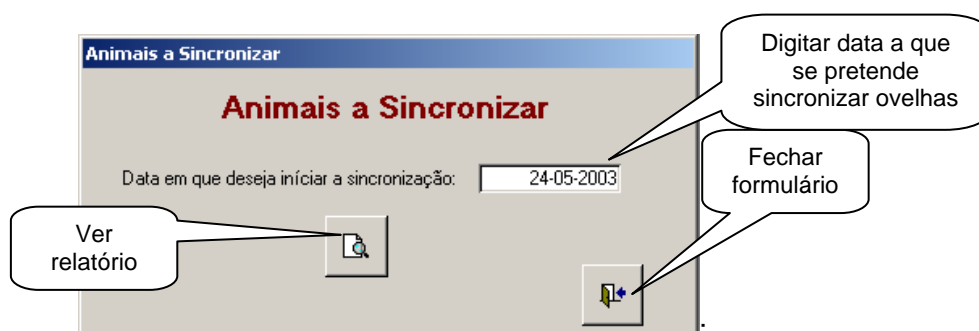 Animais a Sincronizar
Digitar data a que
se pretende
sincronizar ovelhas
Animais a Sincronizar
Data em que deseja iníciar a sincronização:
24-05-2003
Fechar
formulário
Ver
relatório
.